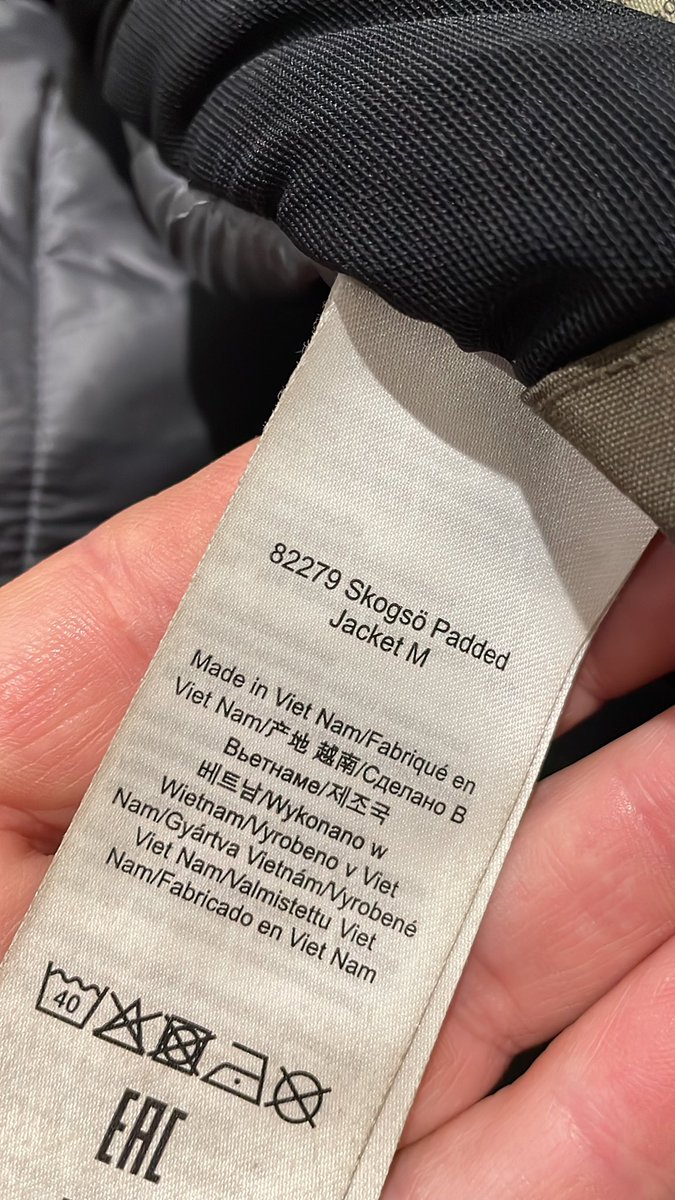 82279 Skogsö Padded
Jacket M
Made in Viet Nam/Fabriqué en
Viet Nam/产地 越南/Сделано В
Вьетнаме/제조국
베트남/Wykonano w
Wietnam/Vyrobeno v Viet
Nam/Gyártva Vietnám/Vyrobené
Viet Nam/Valmistettu Viet
Nam/Fabricado en Viet Nam
40
EAC